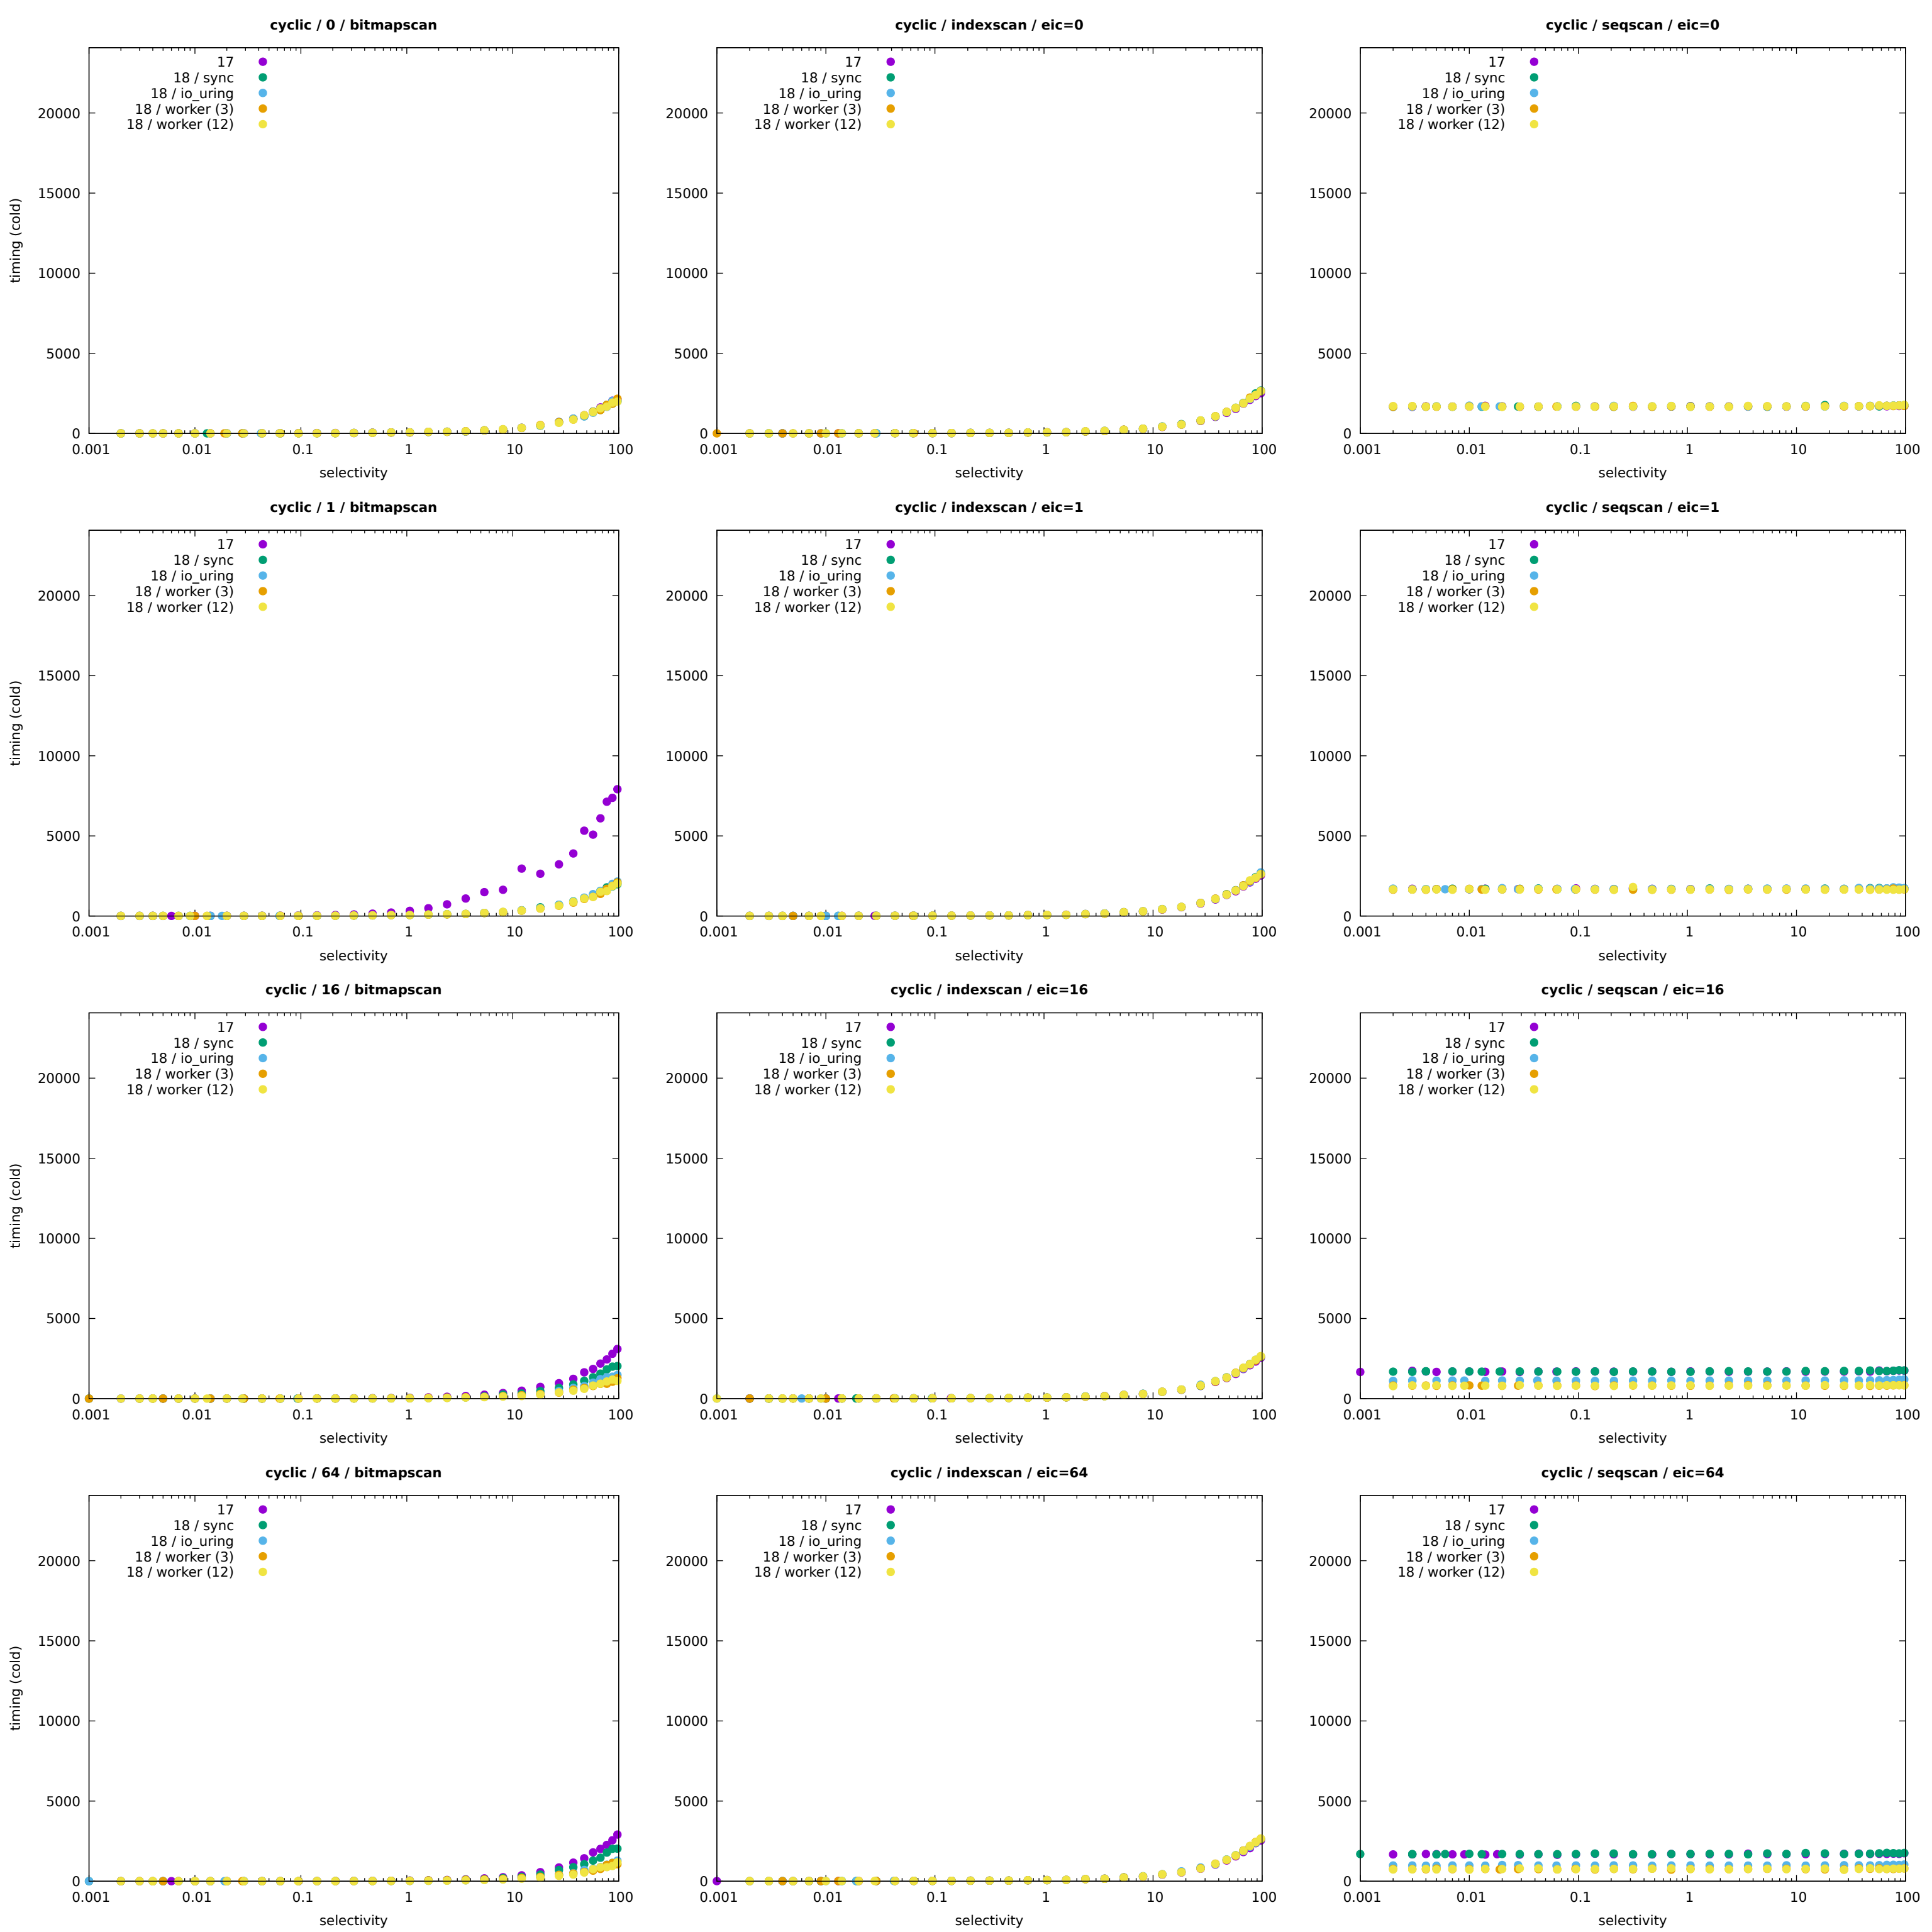 cyclic / 0 / bitmapscan
17
18 / sync
18 / io_uring
18 / worker (3)
18 / worker (12)
20000
15000
10000
5000
0
timing (cold)
0.001 0.01 0.1 1 10 100
selectivity
cyclic / indexscan / eic=0
17
18 / sync
18 / io_uring
18 / worker (3)
18 / worker (12)
20000
15000
10000
5000
0
0.001 0.01 0.1 1 10 100
selectivity
cyclic / seqscan / eic=0
17
18 / sync
18 / io_uring
18 / worker (3)
18 / worker (12)
20000
15000
10000
5000
0
0.001 0.01 0.1 1 10 100
selectivity
cyclic / 1 / bitmapscan
17
18 / sync
18 / io_uring
18 / worker (3)
18 / worker (12)
20000
15000
10000
5000
0
timing (cold)
0.001 0.01 0.1 1 10 100
selectivity
cyclic / indexscan / eic=1
17
18 / sync
18 / io_uring
18 / worker (3)
18 / worker (12)
20000
15000
10000
5000
0
0.001 0.01 0.1 1 10 100
selectivity
cyclic / seqscan / eic=1
17
18 / sync
18 / io_uring
18 / worker (3)
18 / worker (12)
20000
15000
10000
5000
0
0.001 0.01 0.1 1 10 100
selectivity
cyclic / 16 / bitmapscan
17
18 / sync
18 / io_uring
18 / worker (3)
18 / worker (12)
20000
15000
10000
5000
0
timing (cold)
0.001 0.01 0.1 1 10 100
selectivity
cyclic / indexscan / eic=16
17
18 / sync
18 / io_uring
18 / worker (3)
18 / worker (12)
20000
15000
10000
5000
0
0.001 0.01 0.1 1 10 100
selectivity
cyclic / seqscan / eic=16
17
18 / sync
18 / io_uring
18 / worker (3)
18 / worker (12)
20000
15000
10000
5000
0
0.001 0.01 0.1 1 10 100
selectivity
cyclic / 64 / bitmapscan
17
18 / sync
18 / io_uring
18 / worker (3)
18 / worker (12)
20000
15000
10000
5000
0
timing (cold)
0.001 0.01 0.1 1 10 100
selectivity
cyclic / indexscan / eic=64
17
18 / sync
18 / io_uring
18 / worker (3)
18 / worker (12)
20000
15000
10000
5000
0
0.001 0.01 0.1 1 10 100
selectivity
cyclic / seqscan / eic=64
17
18 / sync
18 / io_uring
18 / worker (3)
18 / worker (12)
20000
15000
10000
5000
0
0.001 0.01 0.1 1 10 100
selectivity